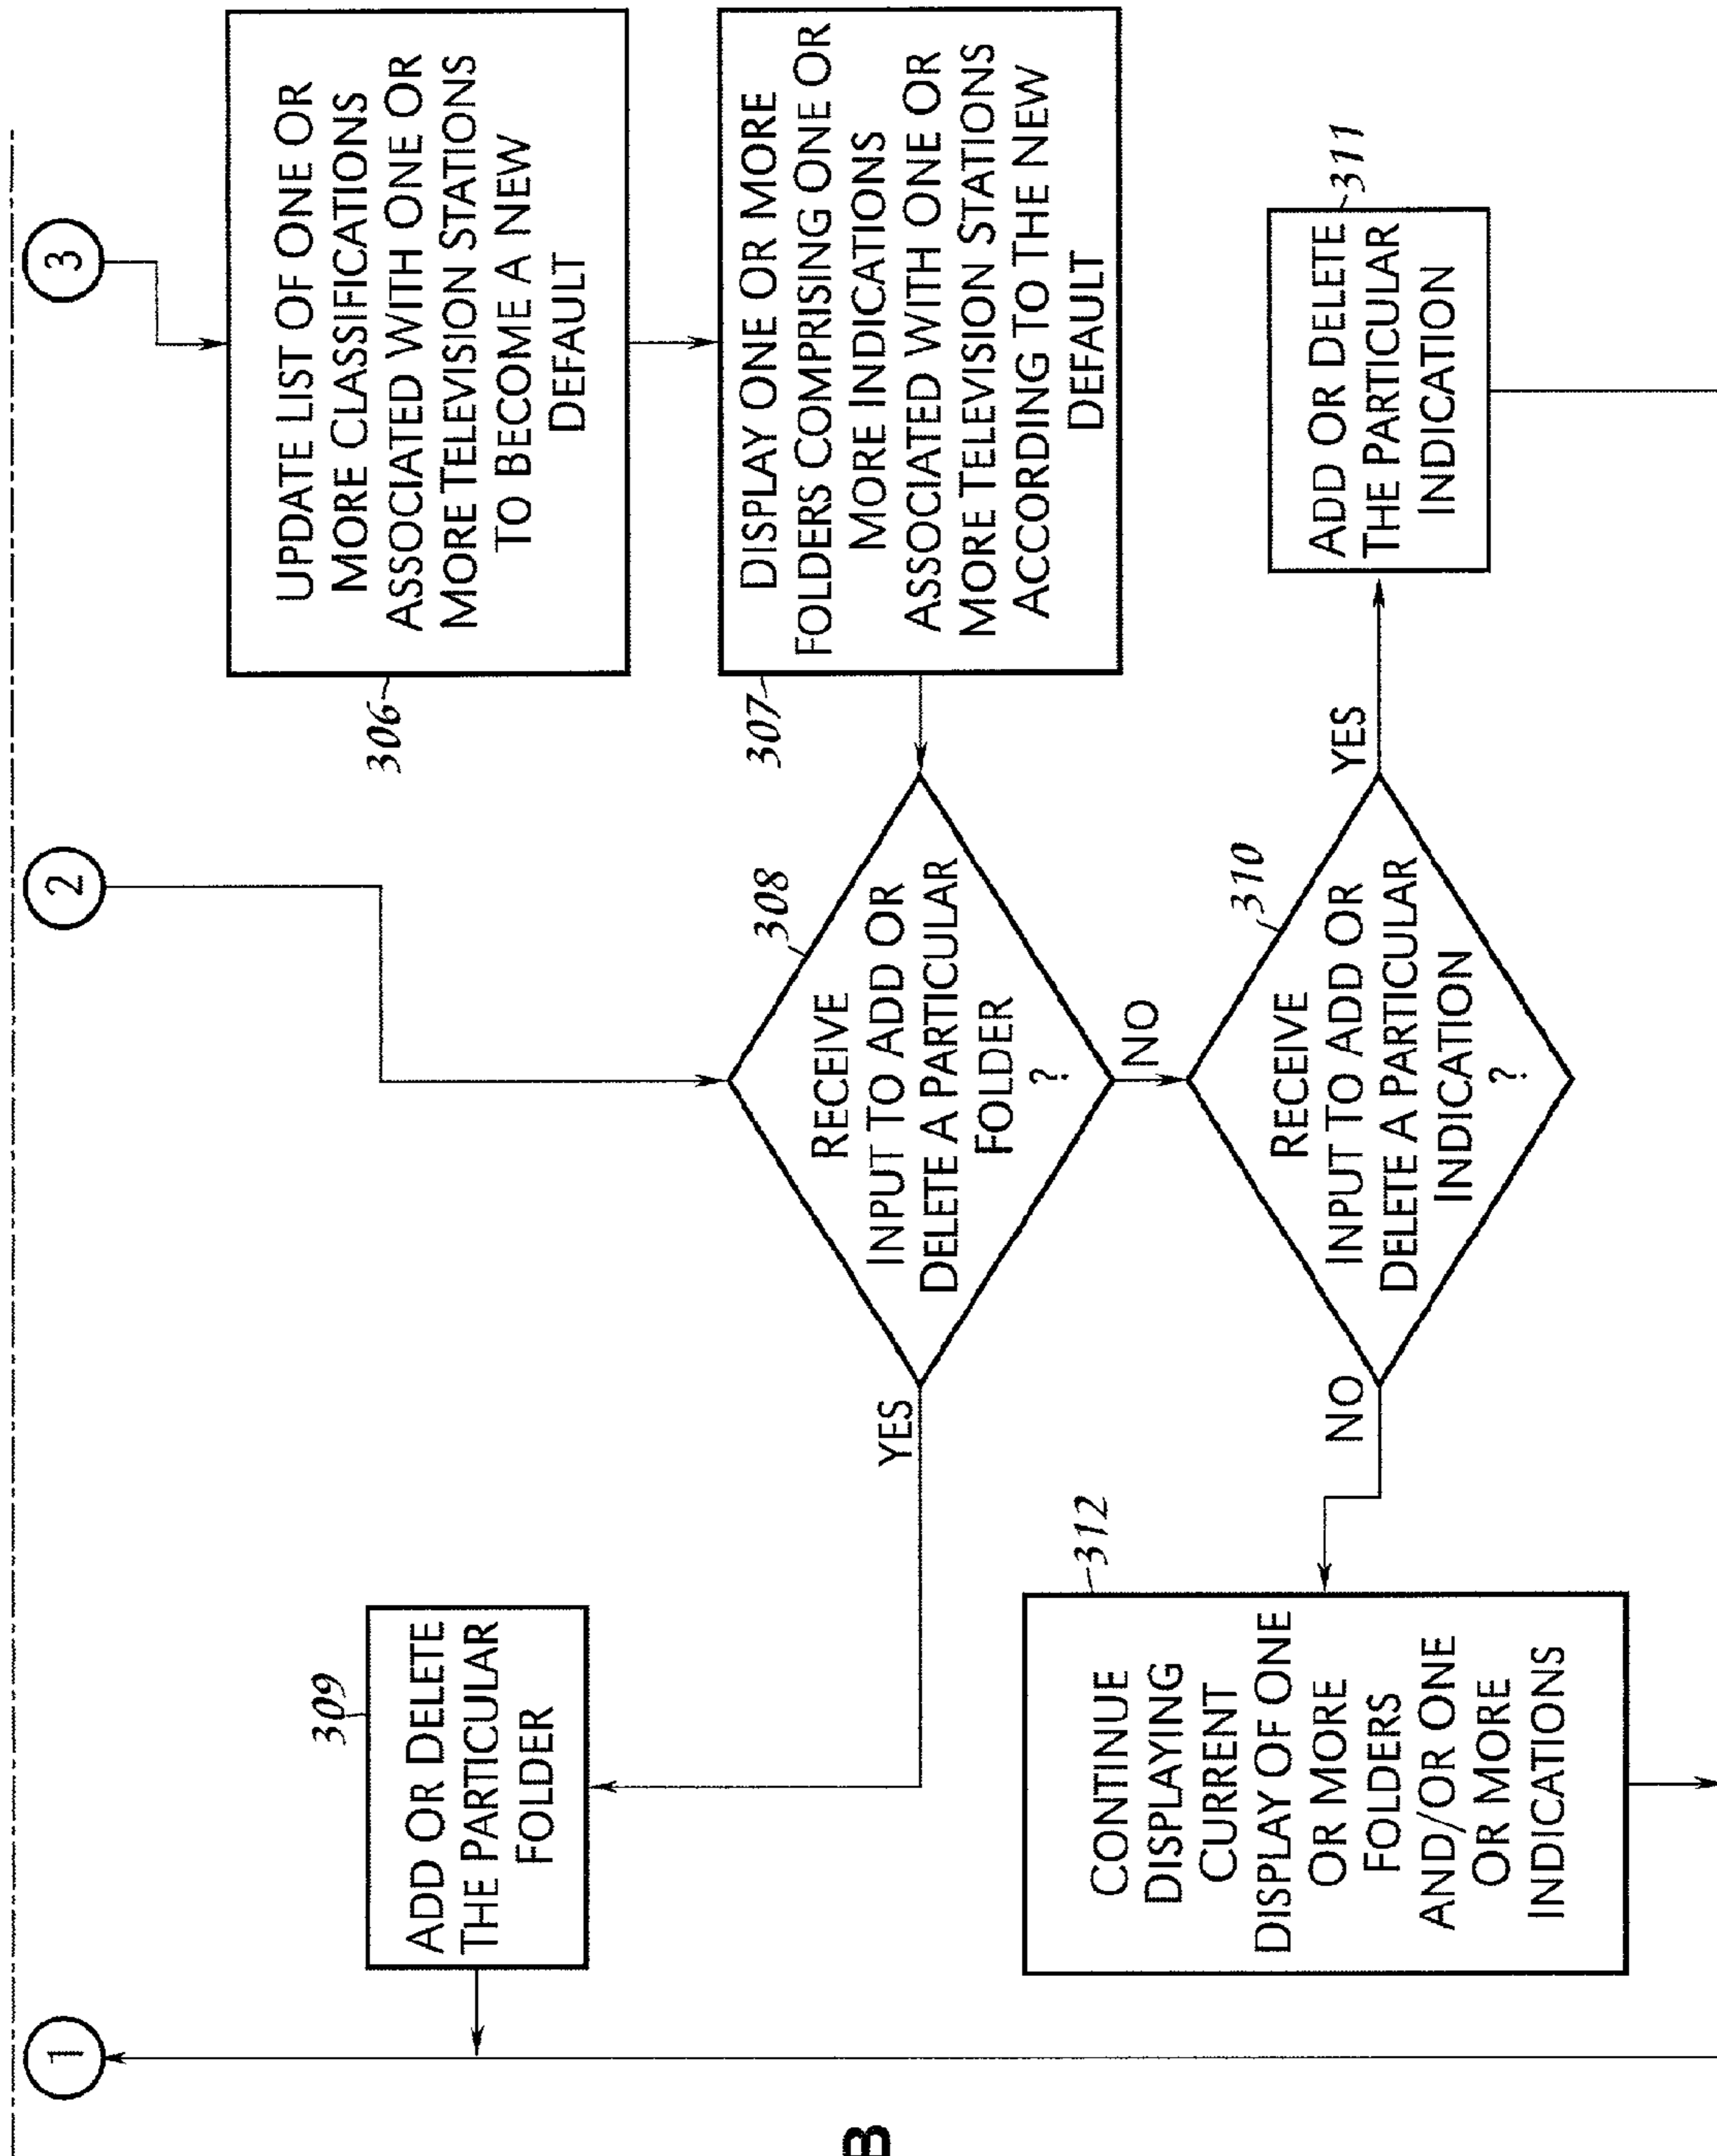 1
2
3
UPDATE LIST OF ONE OR
MORE CLASSIFICATIONS
ASSOCIATED WITH ONE OR
MORE TELEVISION STATIONS
TO BECOME A NEW
DEFAULT
306
DISPLAY ONE OR MORE
FOLDERS COMPRISING ONE OR
MORE INDICATIONS
ASSOCIATED WITH ONE OR
MORE TELEVISION STATIONS
ACCORDING TO THE NEW
DEFAULT
307
RECEIVE
INPUT TO ADD OR
DELETE A PARTICULAR
FOLDER
?
308
YES
NO
ADD OR DELETE
THE PARTICULAR
FOLDER
309
RECEIVE
INPUT TO ADD OR
DELETE A PARTICULAR
INDICATION
?
310
YES
NO
ADD OR DELETE
THE PARTICULAR
INDICATION
311
CONTINUE
DISPLAYING
CURRENT
DISPLAY OF ONE
OR MORE
FOLDERS
AND/OR ONE
OR MORE
INDICATIONS
312
B